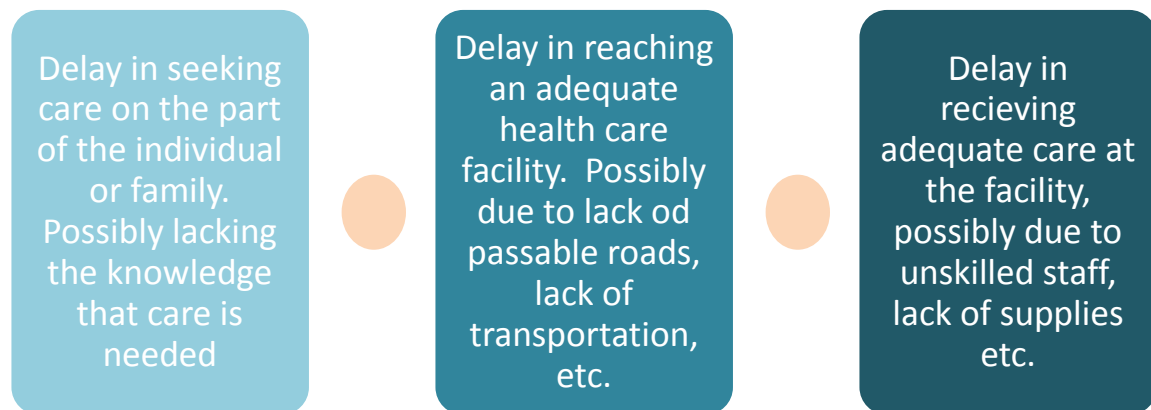 Delay in seeking
care on the part
of the individual
or family.
Possibly lacking
the knowledge
that care is
needed
Delay in reaching
an adequate
health care
facility.  Possibly
due to lack od
passable roads,
lack of
transportation,
etc.
Delay in
recieving
adequate care at
the facility,
possibly due to
unskilled staff,
lack of supplies
etc.